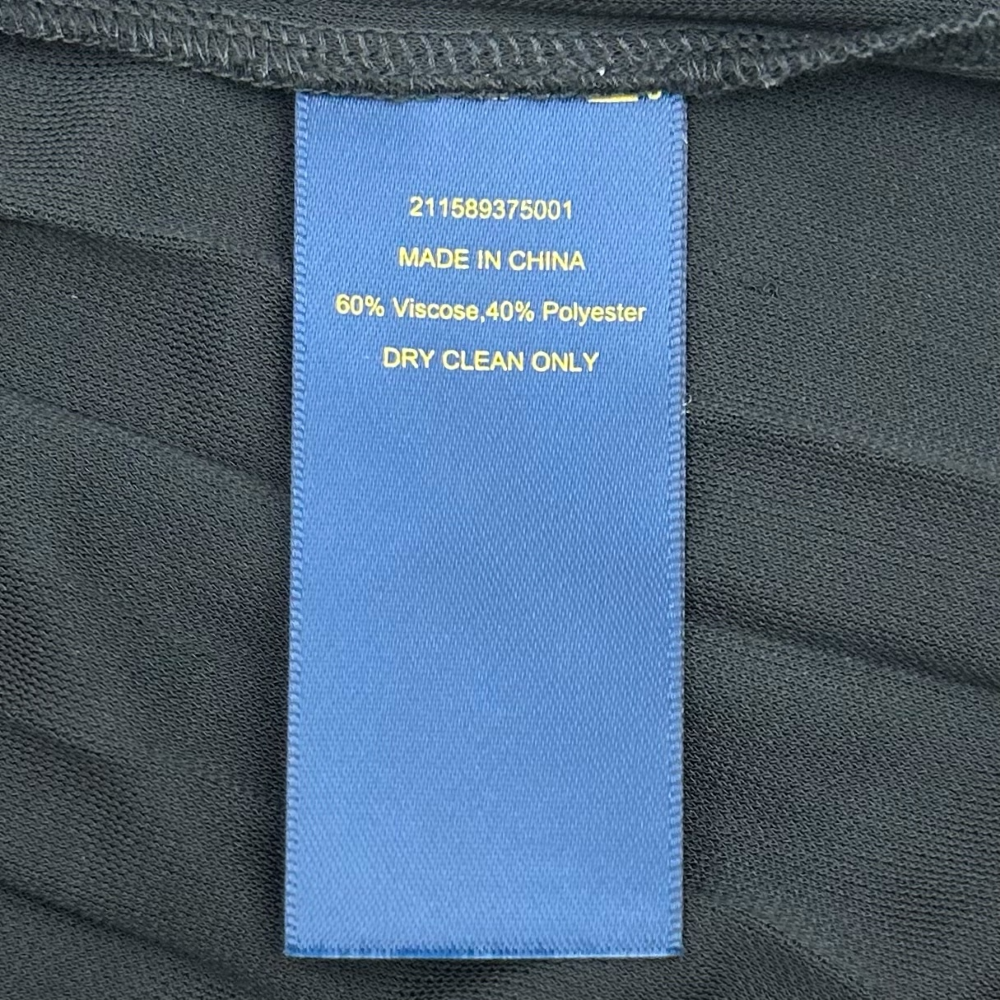 211589375001
MADE IN CHINA
60% Viscose,40% Polyester
DRY CLEAN ONLY